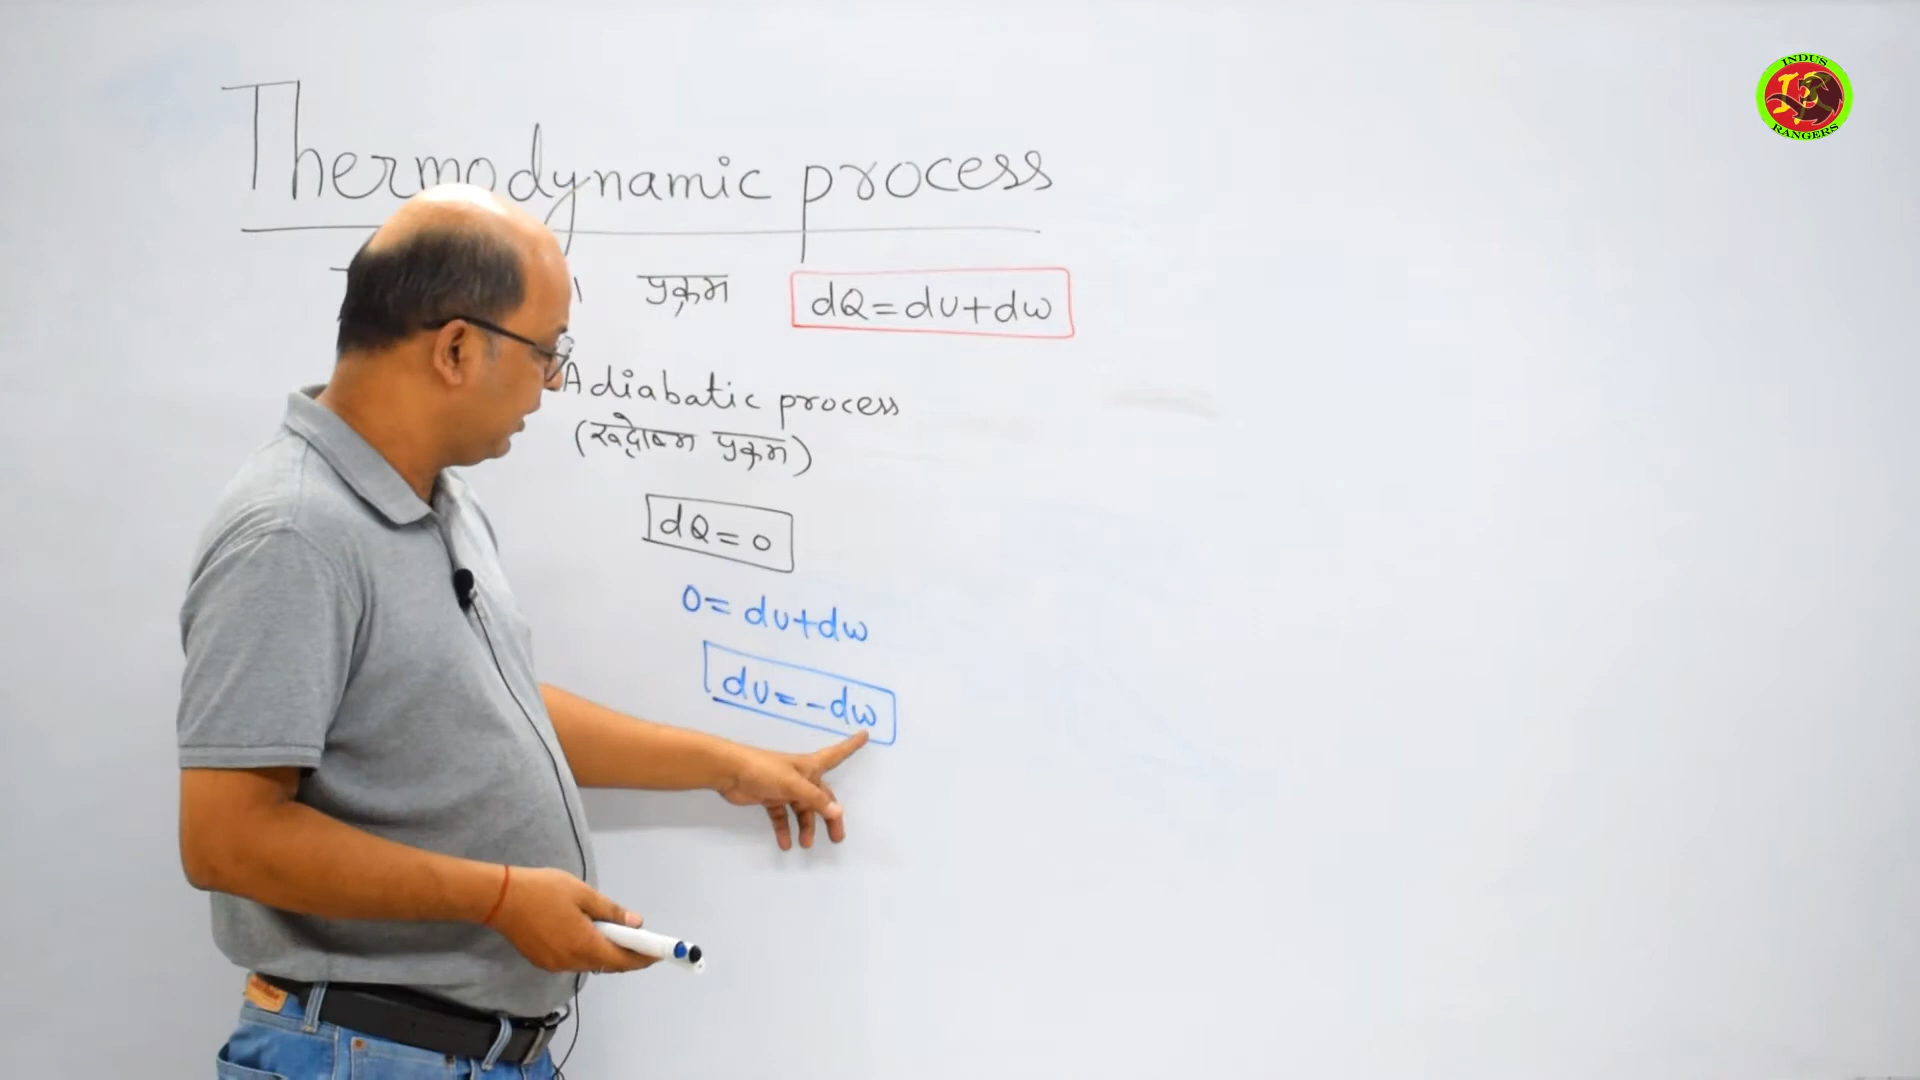 INDUS
RANGERS
Thermodynamic process
प्रक्रम dQ=dU+dW
Adiabatic process
(रूद्धोष्म प्रक्रम)
dQ=0
0=dU+dW
dU=-dW